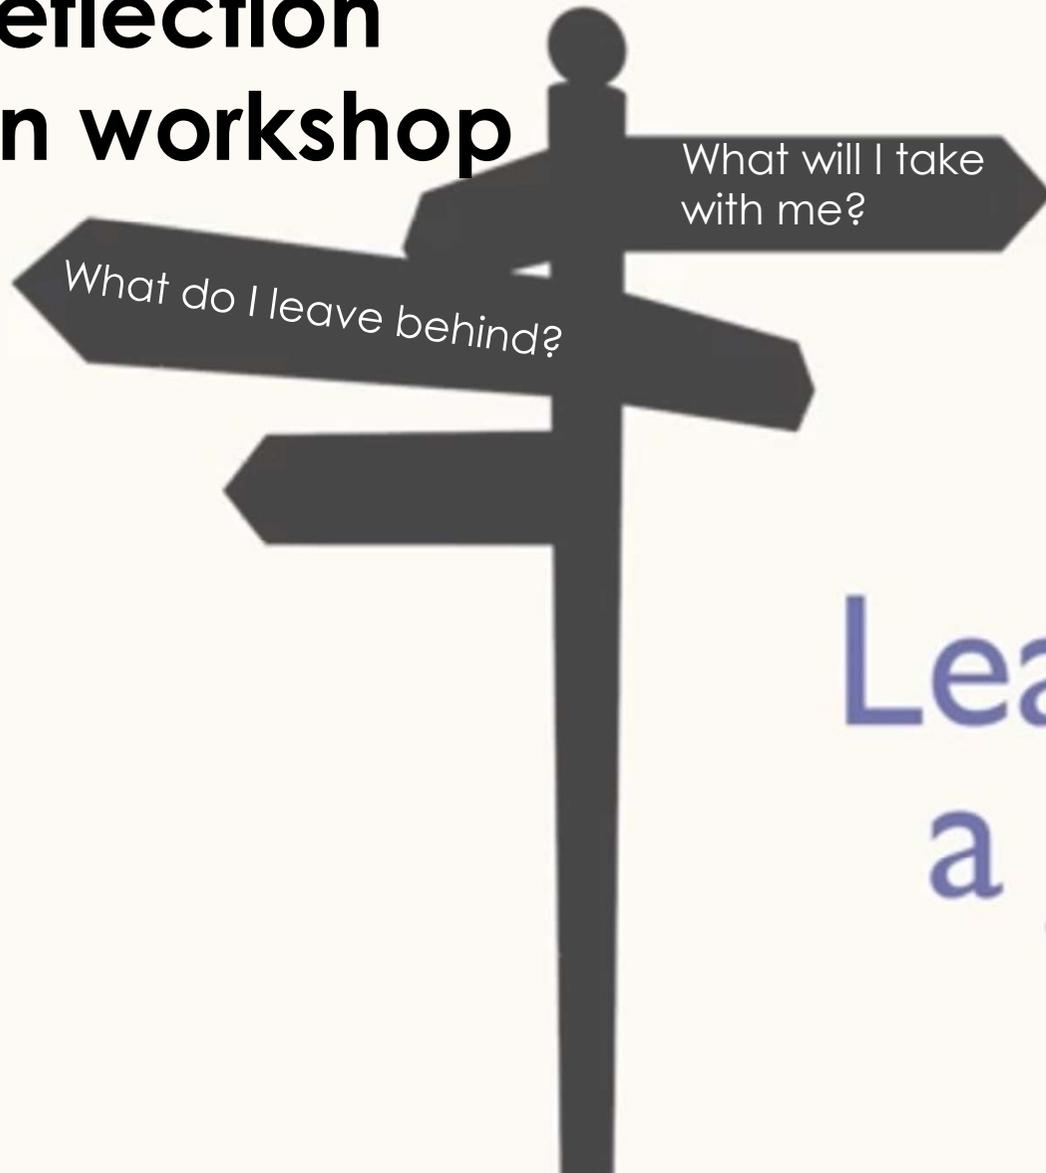 eflection
n workshop
What will I take
with me?
What do I leave behind?
Lea
a